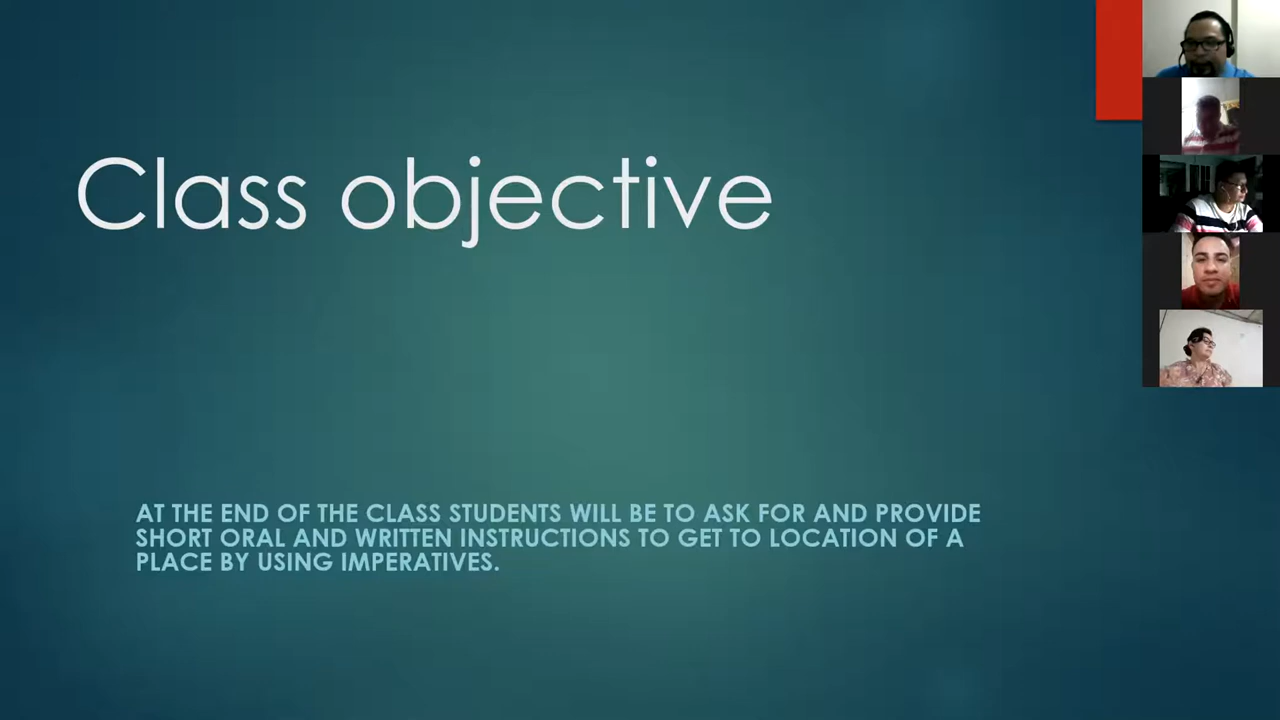 Class objective
AT THE END OF THE CLASS STUDENTS WILL BE TO ASK FOR AND PROVIDE
SHORT ORAL AND WRITTEN INSTRUCTIONS TO GET TO LOCATION OF A
PLACE BY USING IMPERATIVES.